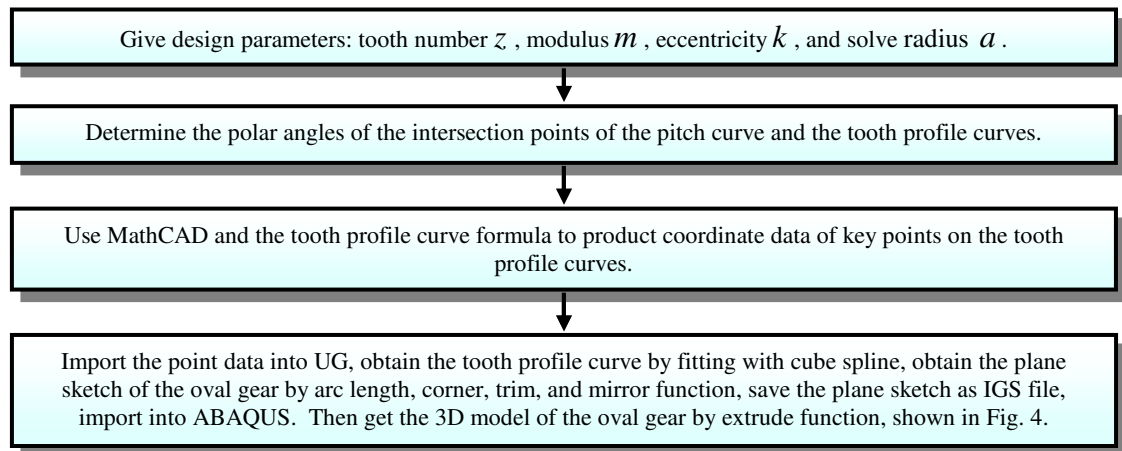 Give design parameters: tooth number z , modulus m , eccentricity k , and solve radius a .
Determine the polar angles of the intersection points of the pitch curve and the tooth profile curves.
Use MathCAD and the tooth profile curve formula to product coordinate data of key points on the tooth
profile curves.
Import the point data into UG, obtain the tooth profile curve by fitting with cube spline, obtain the plane
sketch of the oval gear by arc length, corner, trim, and mirror function, save the plane sketch as IGS file,
import into ABAQUS. Then get the 3D model of the oval gear by extrude function, shown in Fig. 4.